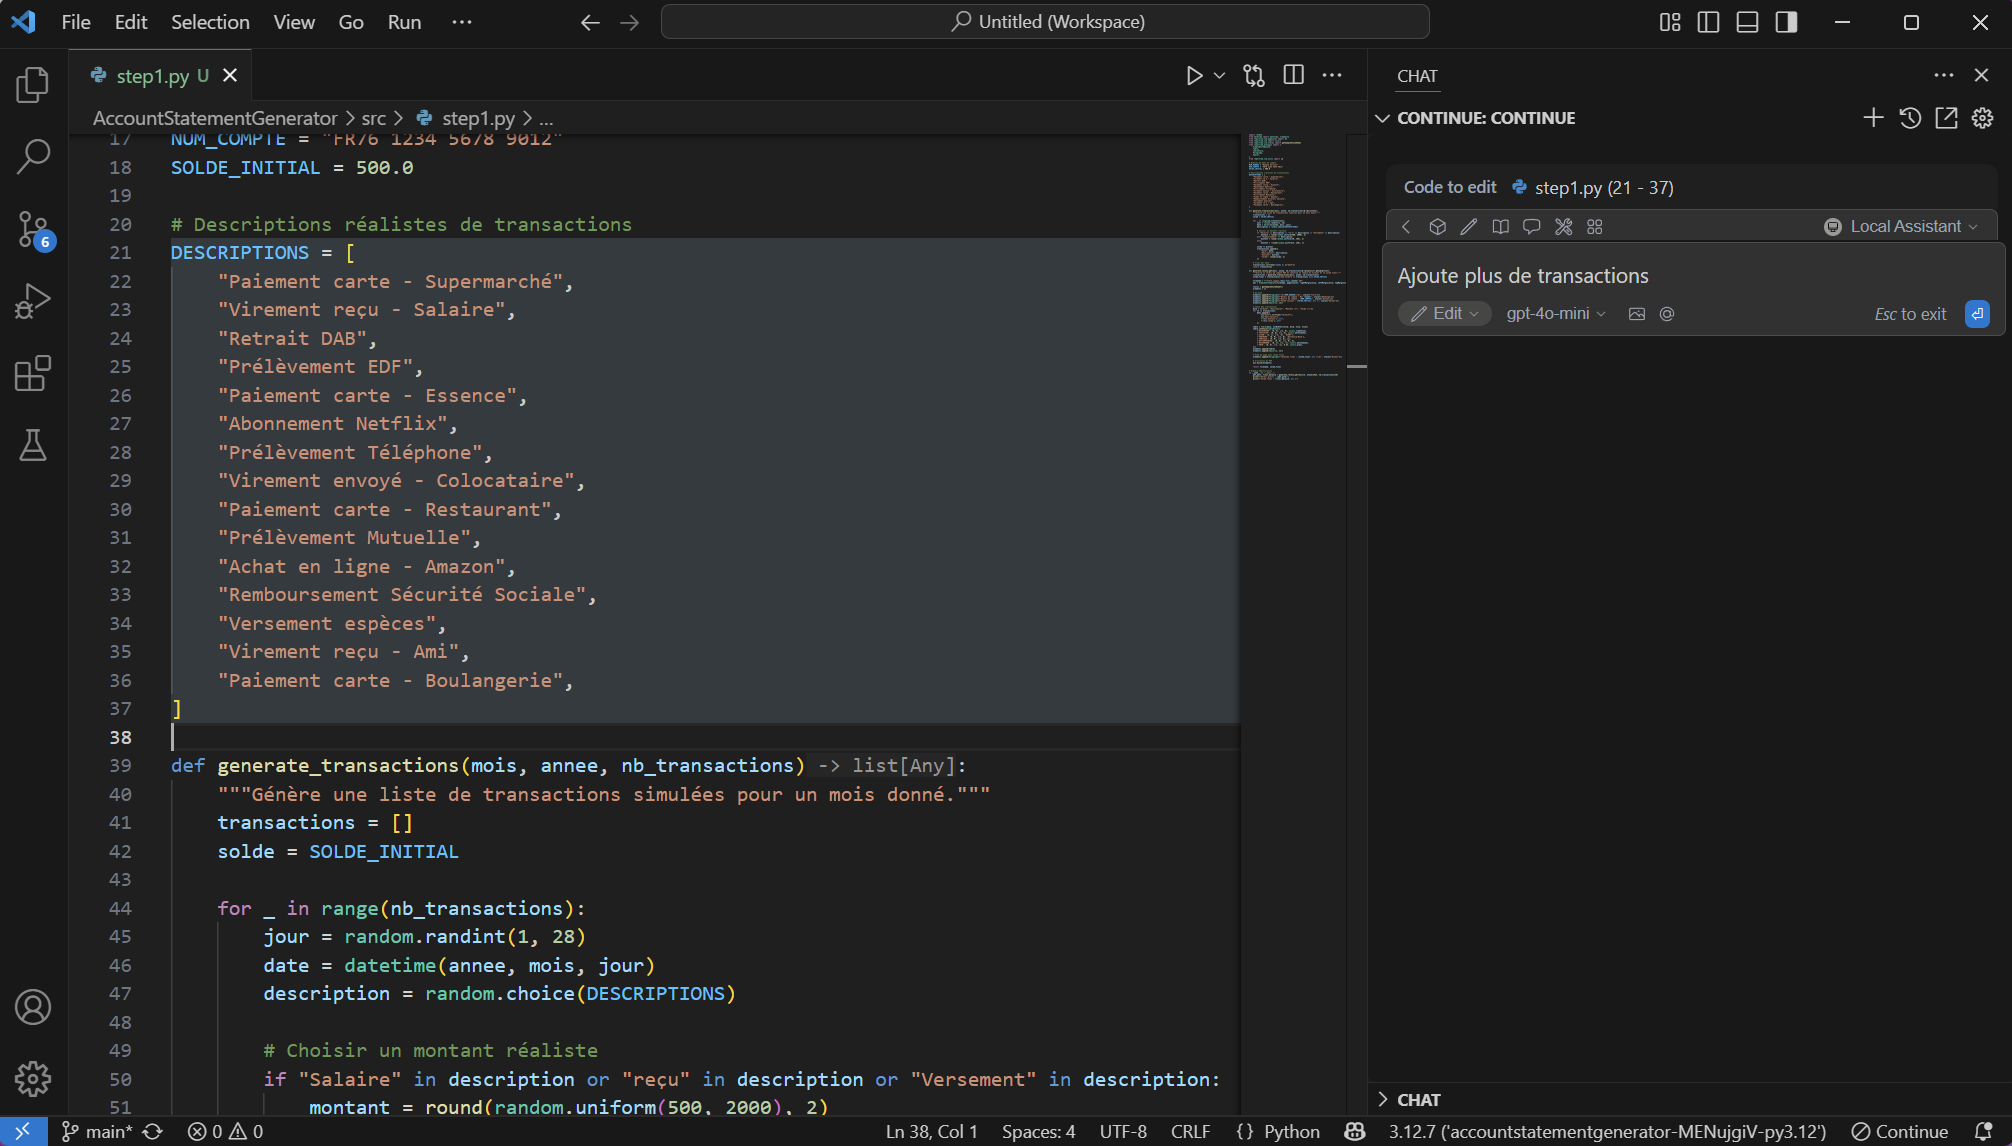 File Edit Selection View Go Run ...
Untitled (Workspace)
step1.py U
AccountStatementGenerator > src > step1.py > ...
17 NUM_COMPTE = "FR76 1234 5678 9012"
18 SOLDE_INITIAL = 500.0
19
20 # Descriptions réalistes de transactions
21 DESCRIPTIONS = [
22 "Paiement carte - Supermarché",
23 "Virement reçu - Salaire",
24 "Retrait DAB",
25 "Prélèvement EDF",
26 "Paiement carte - Essence",
27 "Abonnement Netflix",
28 "Prélèvement Téléphone",
29 "Virement envoyé - Colocataire",
30 "Paiement carte - Restaurant",
31 "Prélèvement Mutuelle",
32 "Achat en ligne - Amazon",
33 "Remboursement Sécurité Sociale",
34 "Versement espèces",
35 "Virement reçu - Ami",
36 "Paiement carte - Boulangerie",
37 ]
38
39 def generate_transactions(mois, annee, nb_transactions) -> list[Any]:
40 """Génère une liste de transactions simulées pour un mois donné."""
41 transactions = []
42 solde = SOLDE_INITIAL
43
44 for _ in range(nb_transactions):
45 jour = random.randint(1, 28)
46 date = datetime(annee, mois, jour)
47 description = random.choice(DESCRIPTIONS)
48
49 # Choisir un montant réaliste
50 if "Salaire" in description or "reçu" in description or "Versement" in description:
51 montant = round(random.uniform(500, 2000), 2)
CHAT
CONTINUE: CONTINUE
Code to edit step1.py (21 - 37)
Local Assistant
Ajoute plus de transactions
Edit gpt-4o-mini @ Esc to exit
CHAT
6
main* 0 0 Ln 38, Col 1 Spaces: 4 UTF-8 CRLF {} Python 3.12.7 ('accountstatementgenerator-MENujgiV-py3.12') Continue